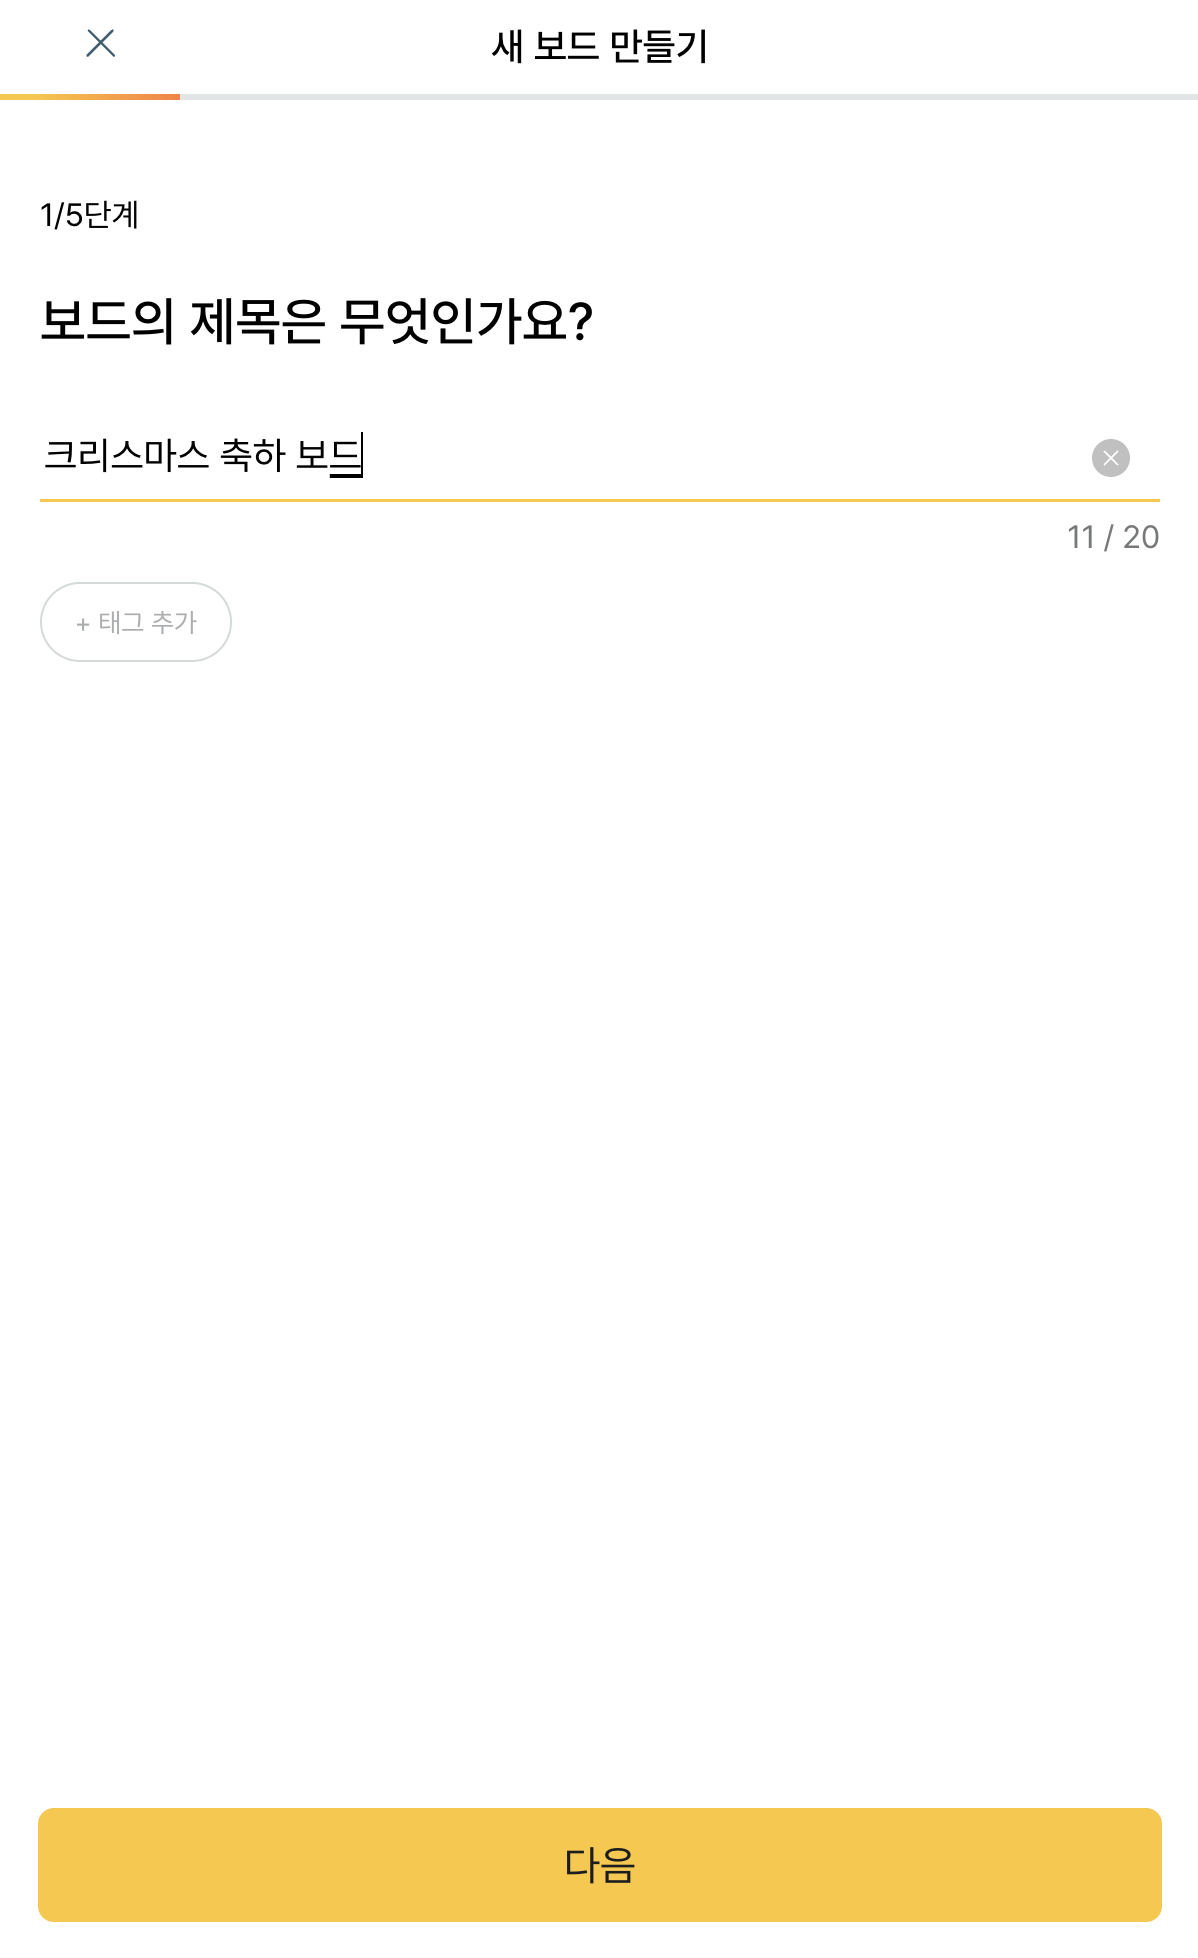 새 보드 만들기
1/5단계
보드의 제목은 무엇인가요?
크리스마스 축하 보드
11 / 20
+ 태그 추가
다음